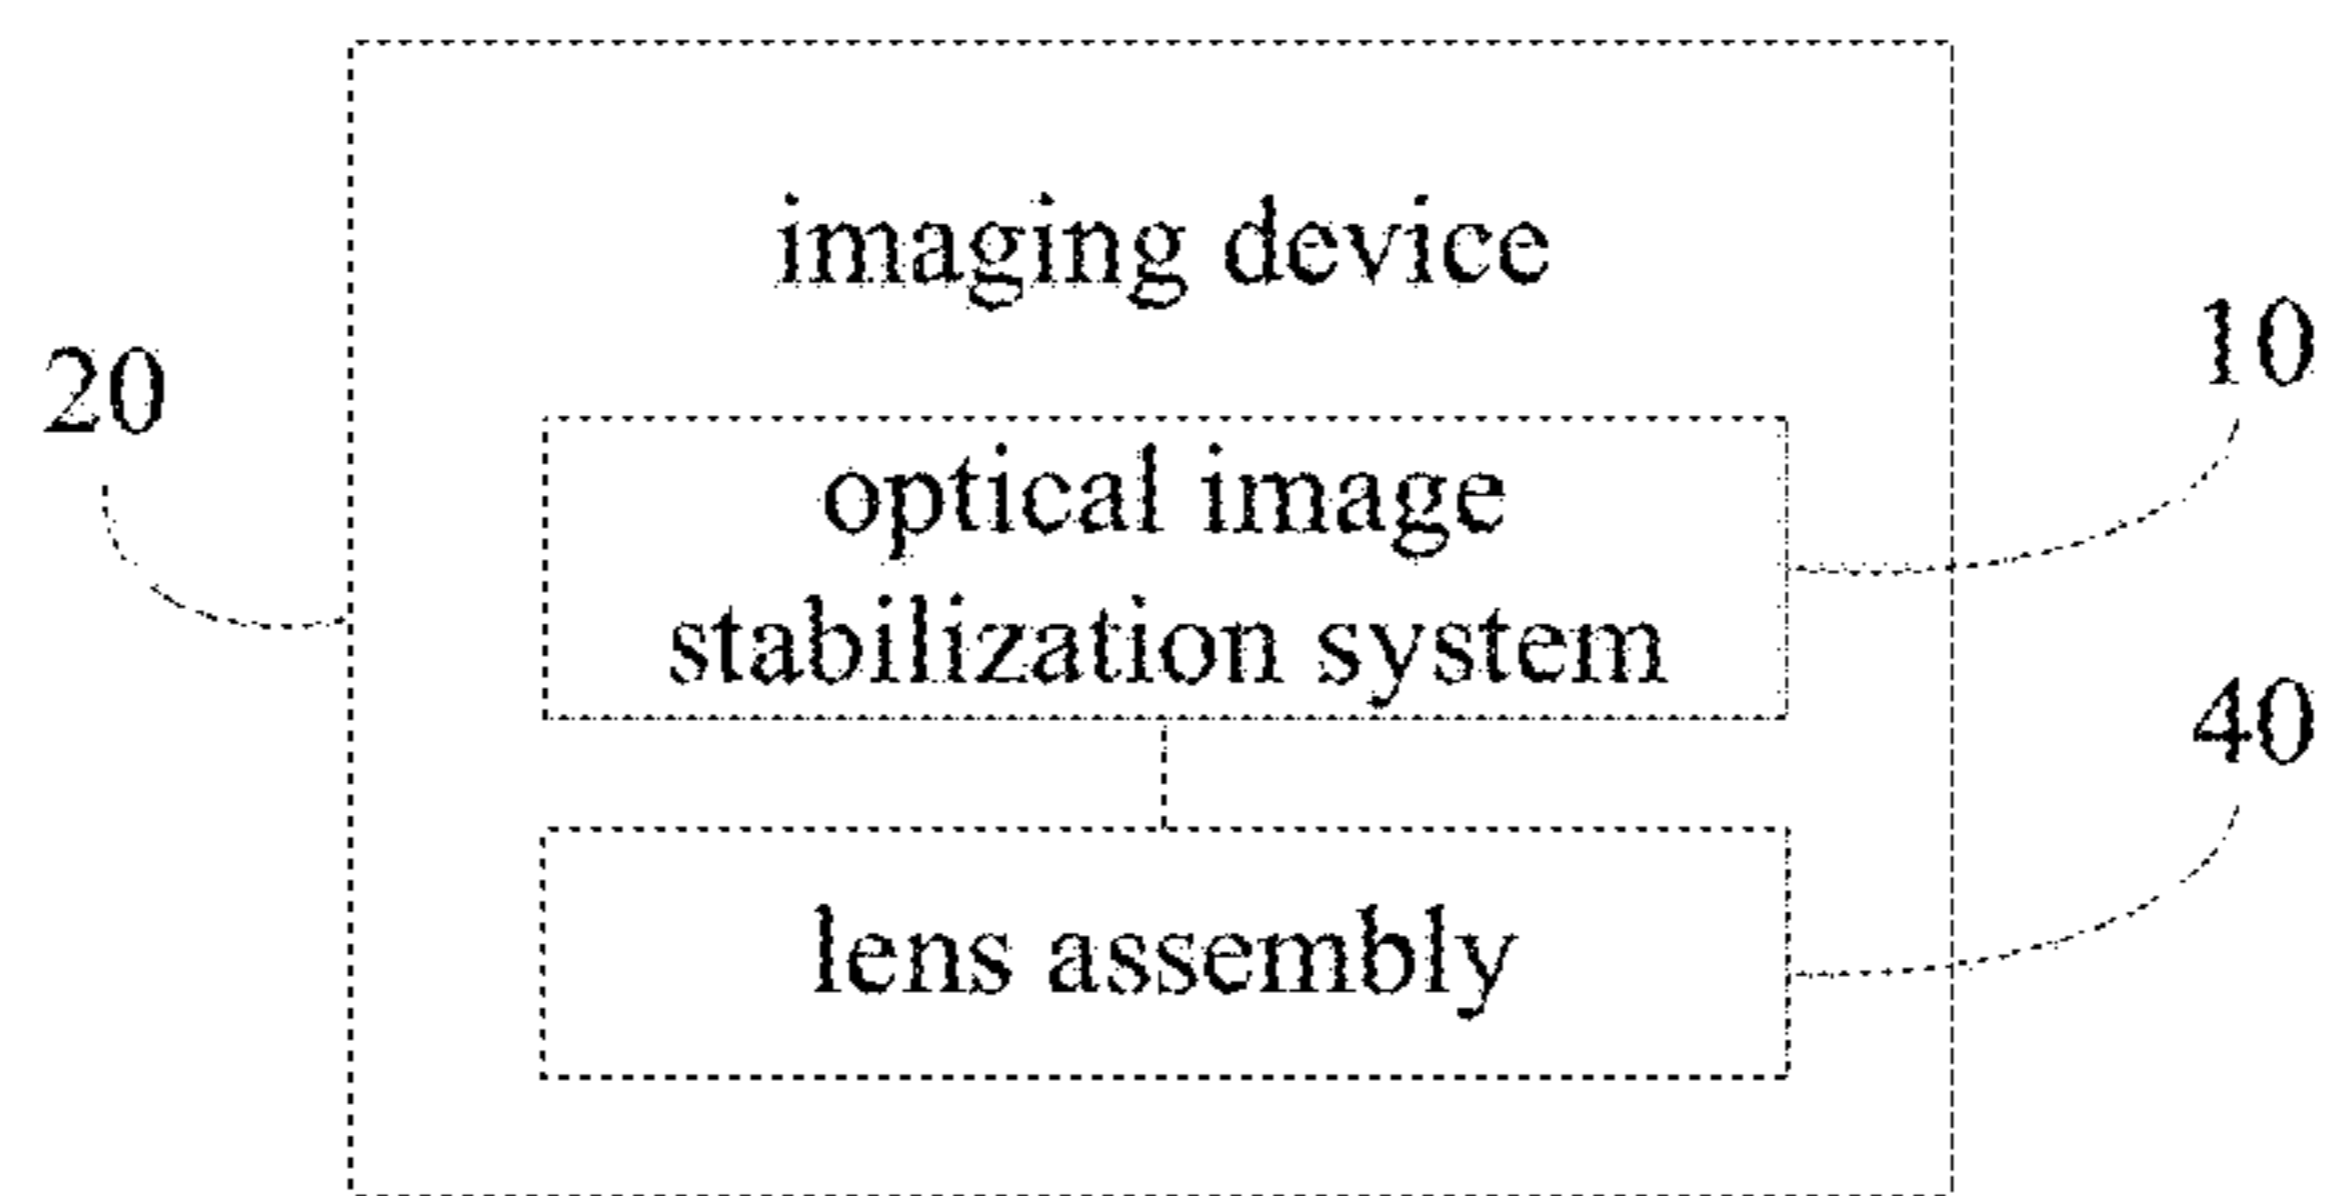 imaging device
10
20
optical image
stabilization system
40
lens assembly